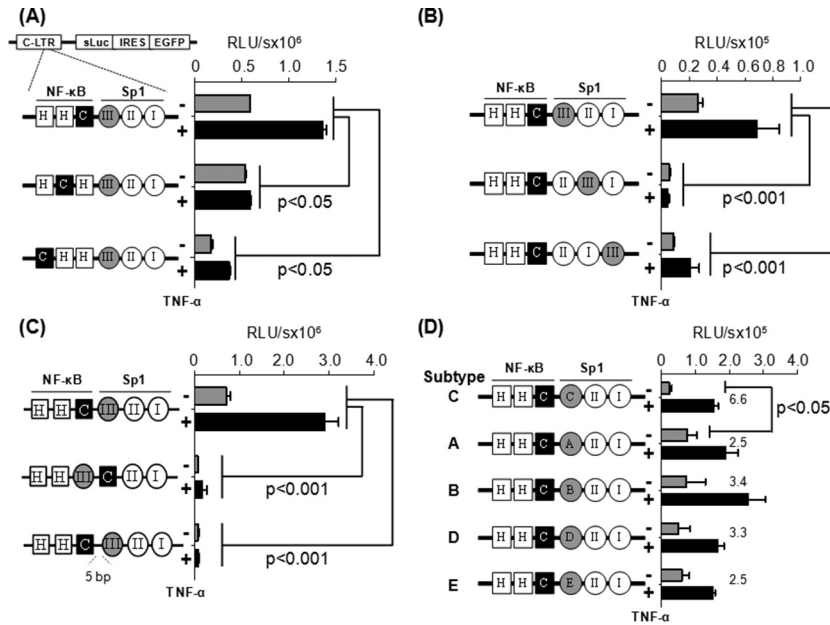 (A)
RLU/sx10⁶
C-LTR sLuc IRES EGFP
0 0.5 1.0 1.5
NF-κB Sp1
H H C III II I - +
H C H III II I - +
p<0.05
C H H III II I - +
p<0.05
TNF-α
(B)
RLU/sx10⁵
0 0.2 0.4 0.6 0.8 1.0
NF-κB Sp1
H H C III II I - +
H H C II III I - +
p<0.001
H H C II I III - +
p<0.001
TNF-α
(C)
RLU/sx10⁶
0 1.0 2.0 3.0 4.0
NF-κB Sp1
H H C III II I - +
H H III C II I - +
p<0.001
H H C III II I - +
p<0.001
5 bp
TNF-α
(D)
RLU/sx10⁵
0 1.0 2.0 3.0 4.0
Subtype NF-κB Sp1
C H H C C II I - + 6.6
p<0.05
A H H C A II I - + 2.5
B H H C B II I - + 3.4
D H H C D II I - + 3.3
E H H C E II I - + 2.5
TNF-α